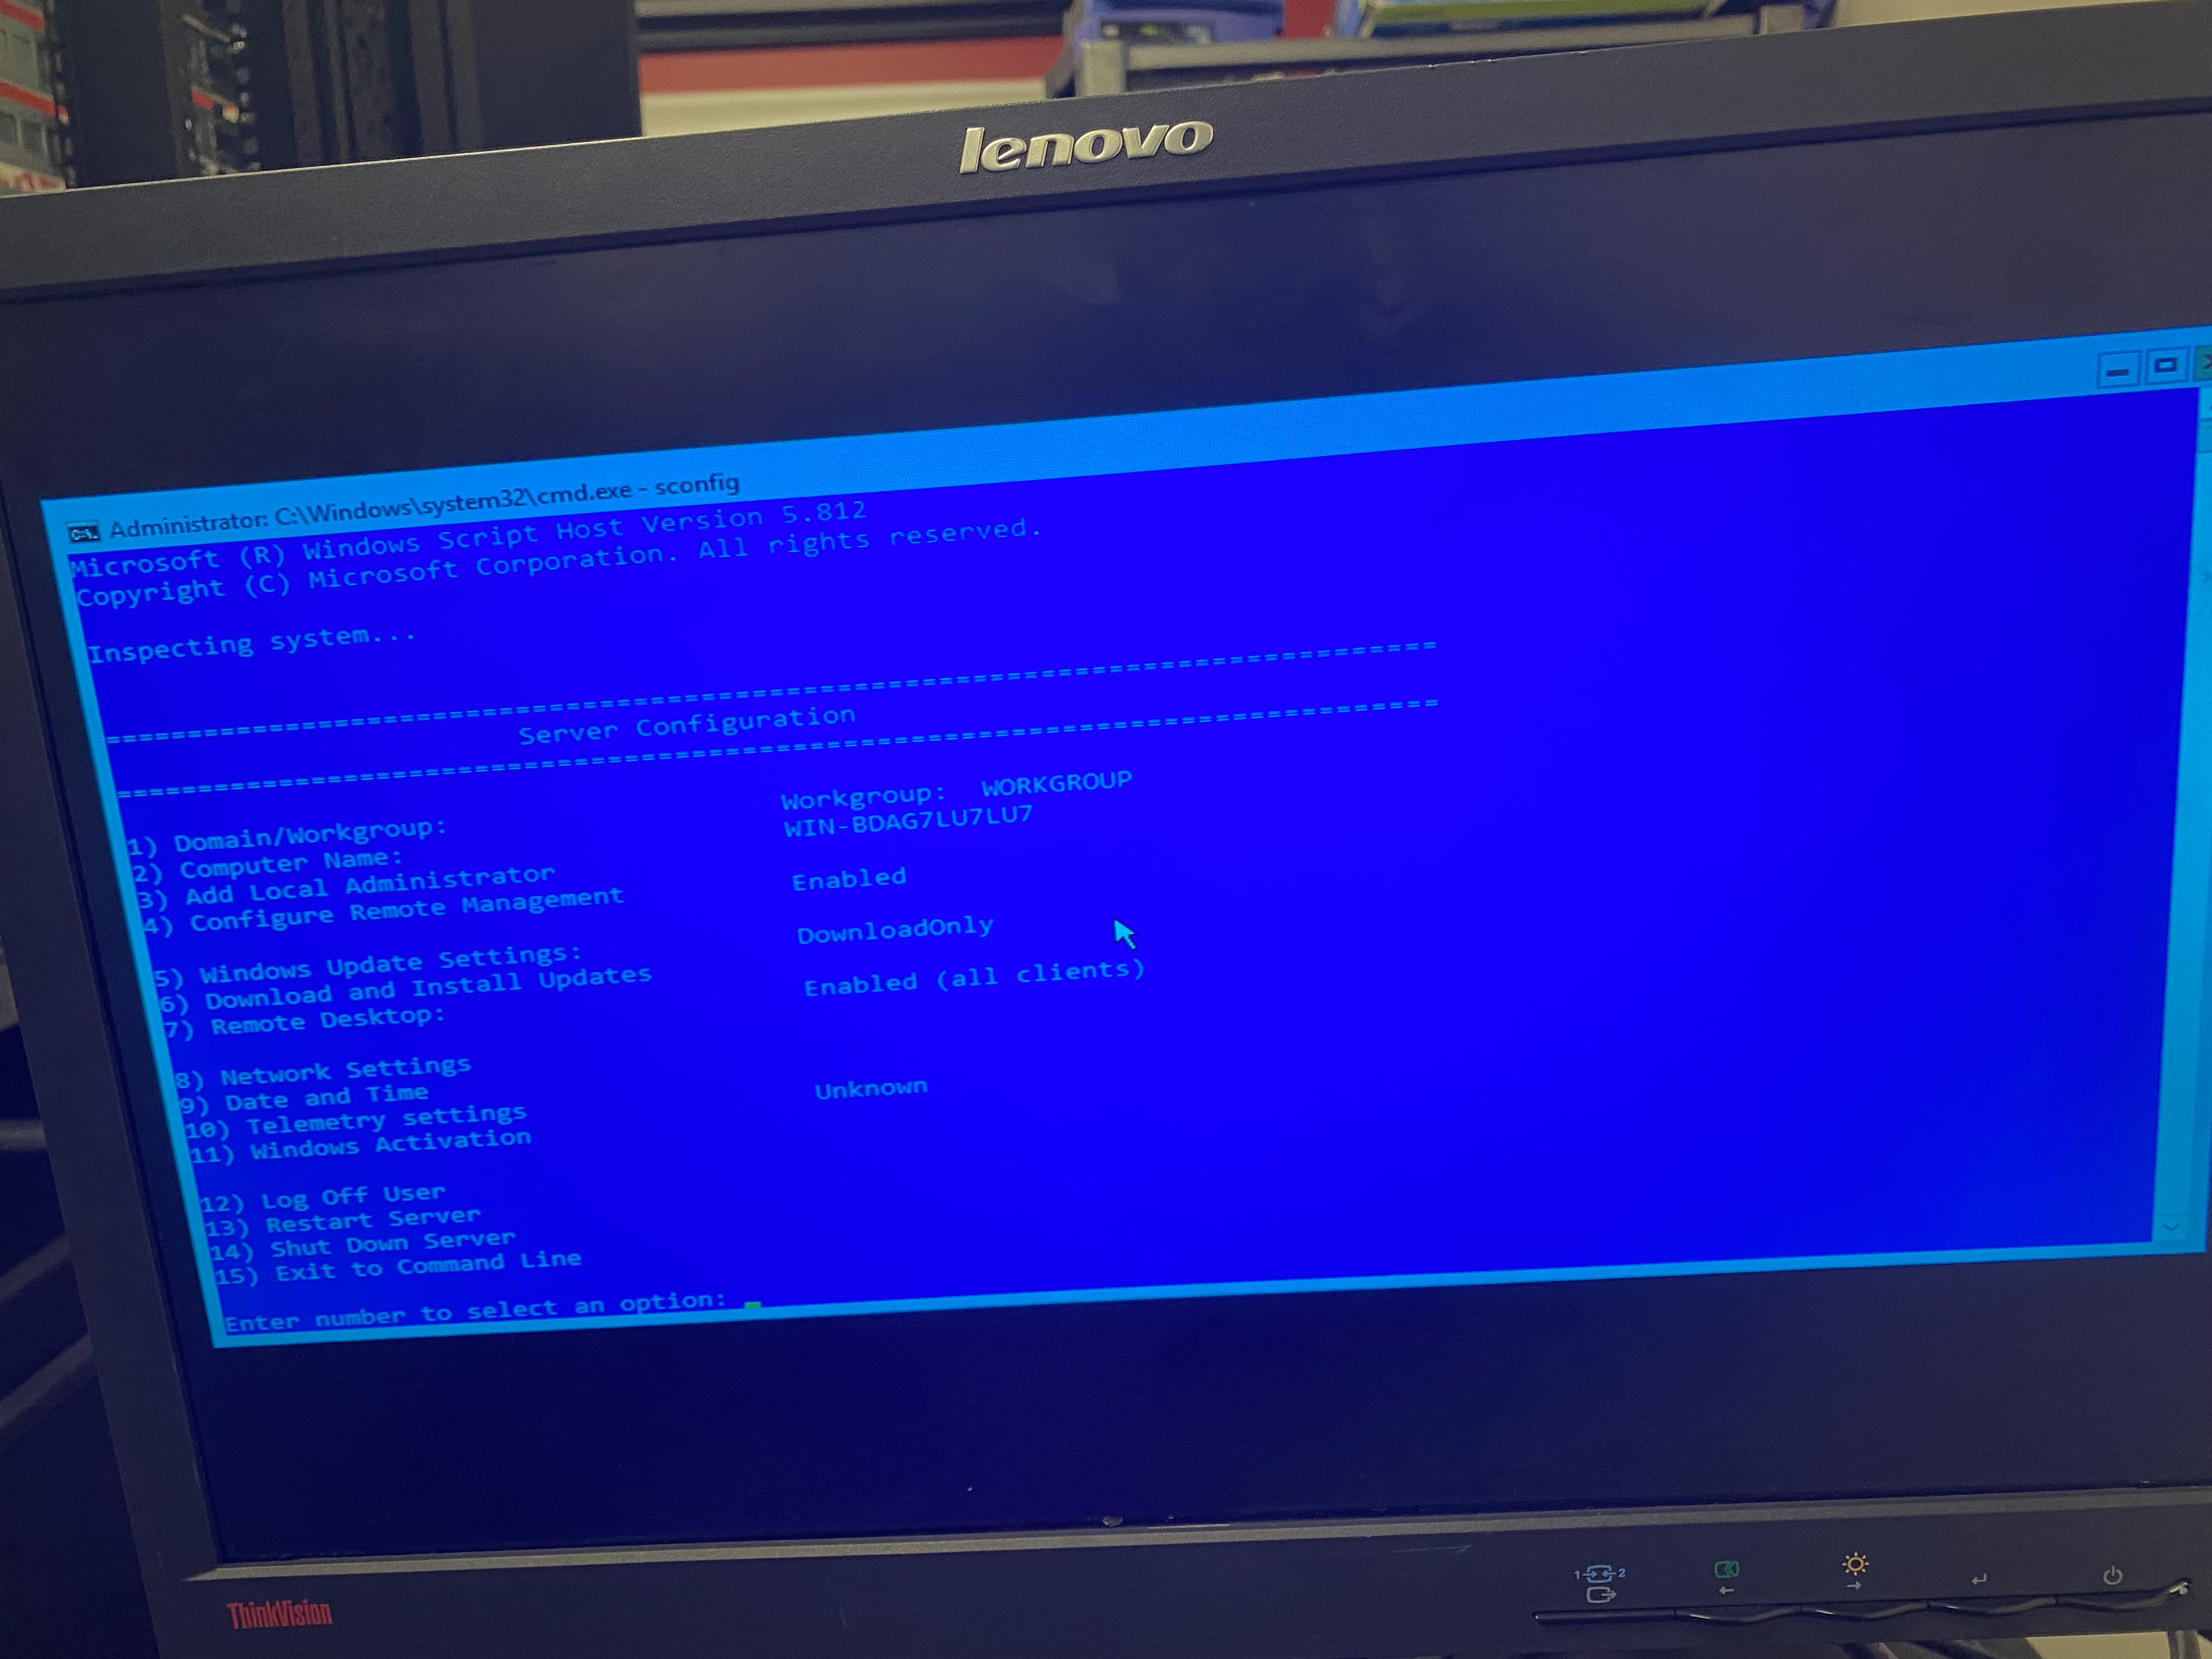 lenovo
Administrator: C:\Windows\system32\cmd.exe - sconfig
Microsoft (R) Windows Script Host Version 5.812
Copyright (C) Microsoft Corporation. All rights reserved.
Inspecting system...
===============================================================================
Server Configuration
===============================================================================
1) Domain/Workgroup: Workgroup: WORKGROUP
2) Computer Name: WIN-BDAG7LU7LU7
3) Add Local Administrator
4) Configure Remote Management Enabled
5) Windows Update Settings: DownloadOnly
6) Download and Install Updates
7) Remote Desktop: Enabled (all clients)
8) Network Settings
9) Date and Time
10) Telemetry settings Unknown
11) Windows Activation
12) Log Off User
13) Restart Server
14) Shut Down Server
15) Exit to Command Line
Enter number to select an option:
ThinkVision
1 2